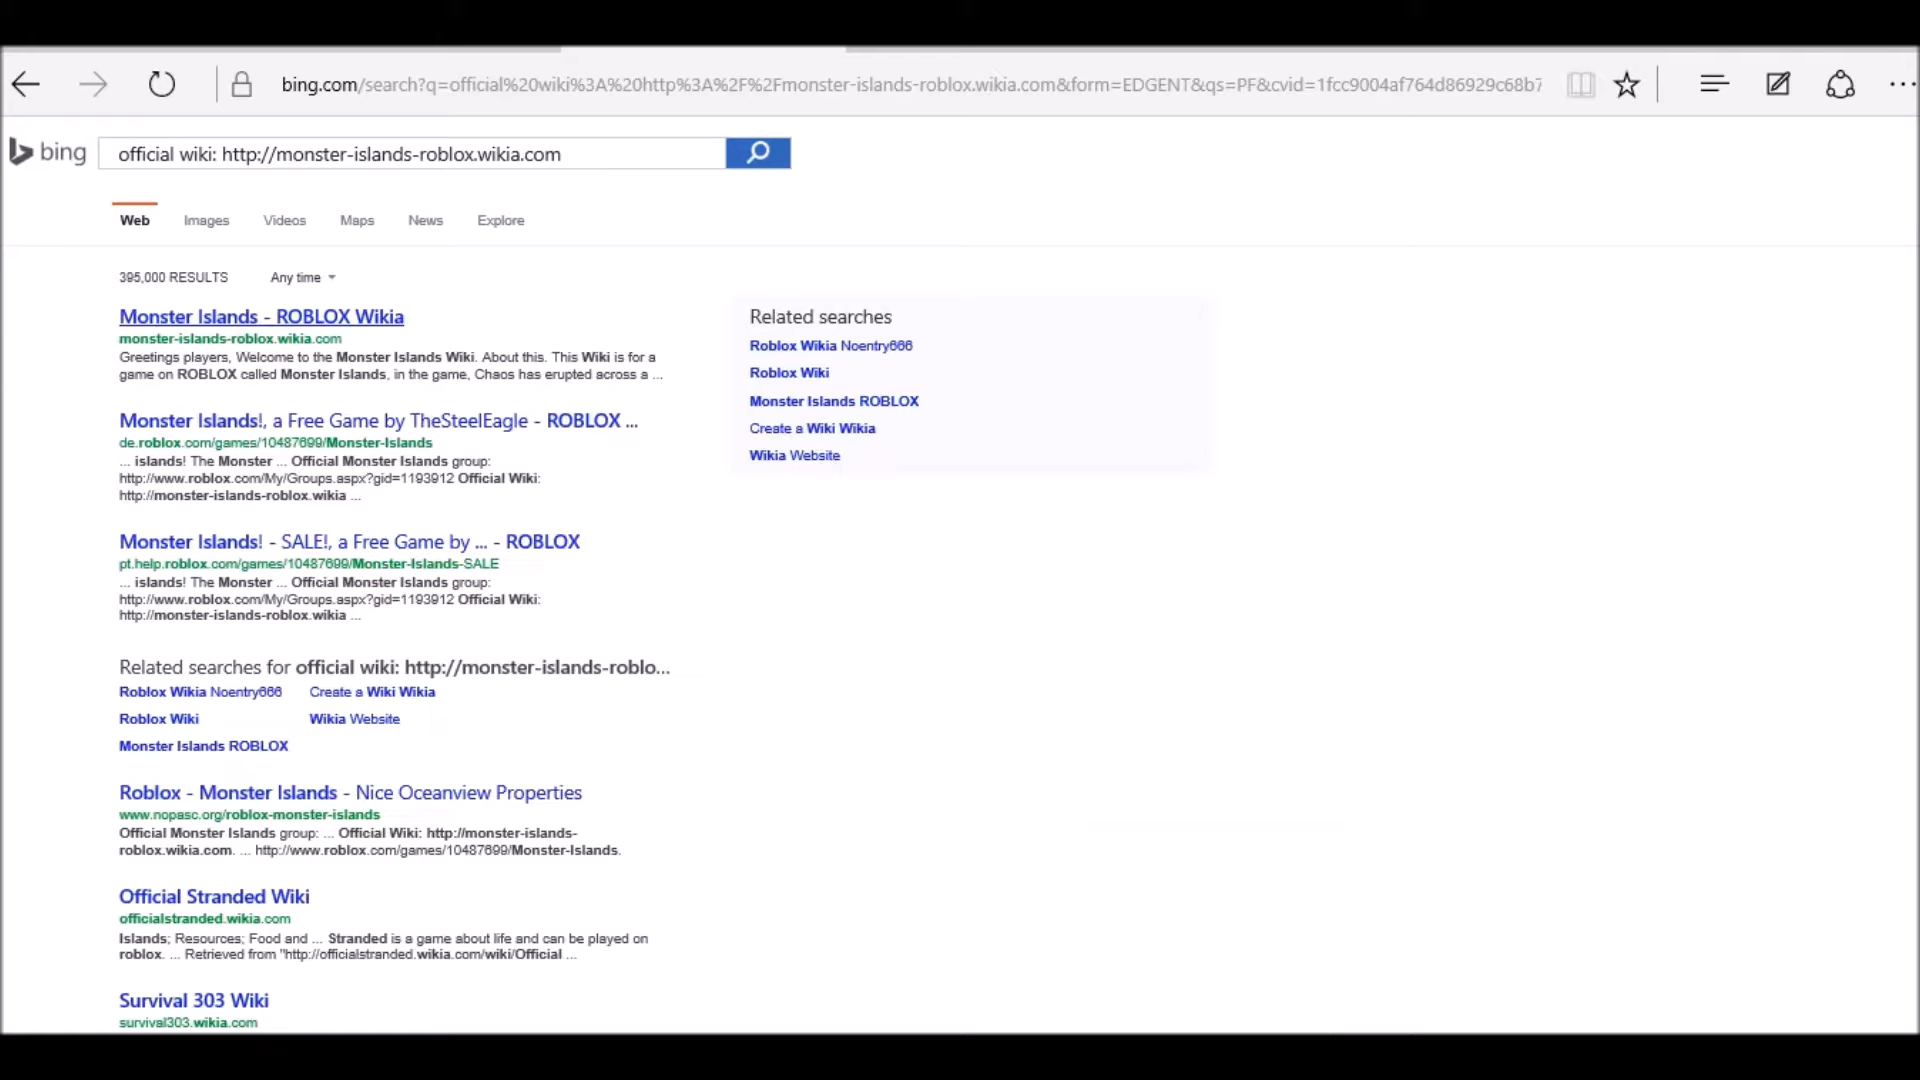 bing.com/search?q=official%20wiki%3A%20http%3A%2F%2Fmonster-islands-roblox.wikia.com&form=EDGENT&qs=PF&cvid=1fcc9004af764d86929c68b7
bing
official wiki: http://monster-islands-roblox.wikia.com
Web Images Videos Maps News Explore
395,000 RESULTS Any time
Monster Islands - ROBLOX Wikia
monster-islands-roblox.wikia.com
Greetings players, Welcome to the Monster Islands Wiki. About this. This Wiki is for a
game on ROBLOX called Monster Islands, in the game, Chaos has erupted across a ...
Monster Islands!, a Free Game by TheSteelEagle - ROBLOX ...
de.roblox.com/games/10487699/Monster-Islands
... islands! The Monster ... Official Monster Islands group:
http://www.roblox.com/My/Groups.aspx?gid=1193912 Official Wiki:
http://monster-islands-roblox.wikia ...
Monster Islands! - SALE!, a Free Game by ... - ROBLOX
pt.help.roblox.com/games/10487699/Monster-Islands-SALE
... islands! The Monster ... Official Monster Islands group:
http://www.roblox.com/My/Groups.aspx?gid=1193912 Official Wiki:
http://monster-islands-roblox.wikia ...
Related searches for official wiki: http://monster-islands-roblo...
Roblox Wikia Noentry666 Create a Wiki Wikia
Roblox Wiki Wikia Website
Monster Islands ROBLOX
Roblox - Monster Islands - Nice Oceanview Properties
www.nopasc.org/roblox-monster-islands
Official Monster Islands group: ... Official Wiki: http://monster-islands-
roblox.wikia.com. ... http://www.roblox.com/games/10487699/Monster-Islands.
Official Stranded Wiki
officialstranded.wikia.com
Islands; Resources; Food and ... Stranded is a game about life and can be played on
roblox. ... Retrieved from "http://officialstranded.wikia.com/wiki/Official ...
Survival 303 Wiki
survival303.wikia.com
Related searches
Roblox Wikia Noentry666
Roblox Wiki
Monster Islands ROBLOX
Create a Wiki Wikia
Wikia Website